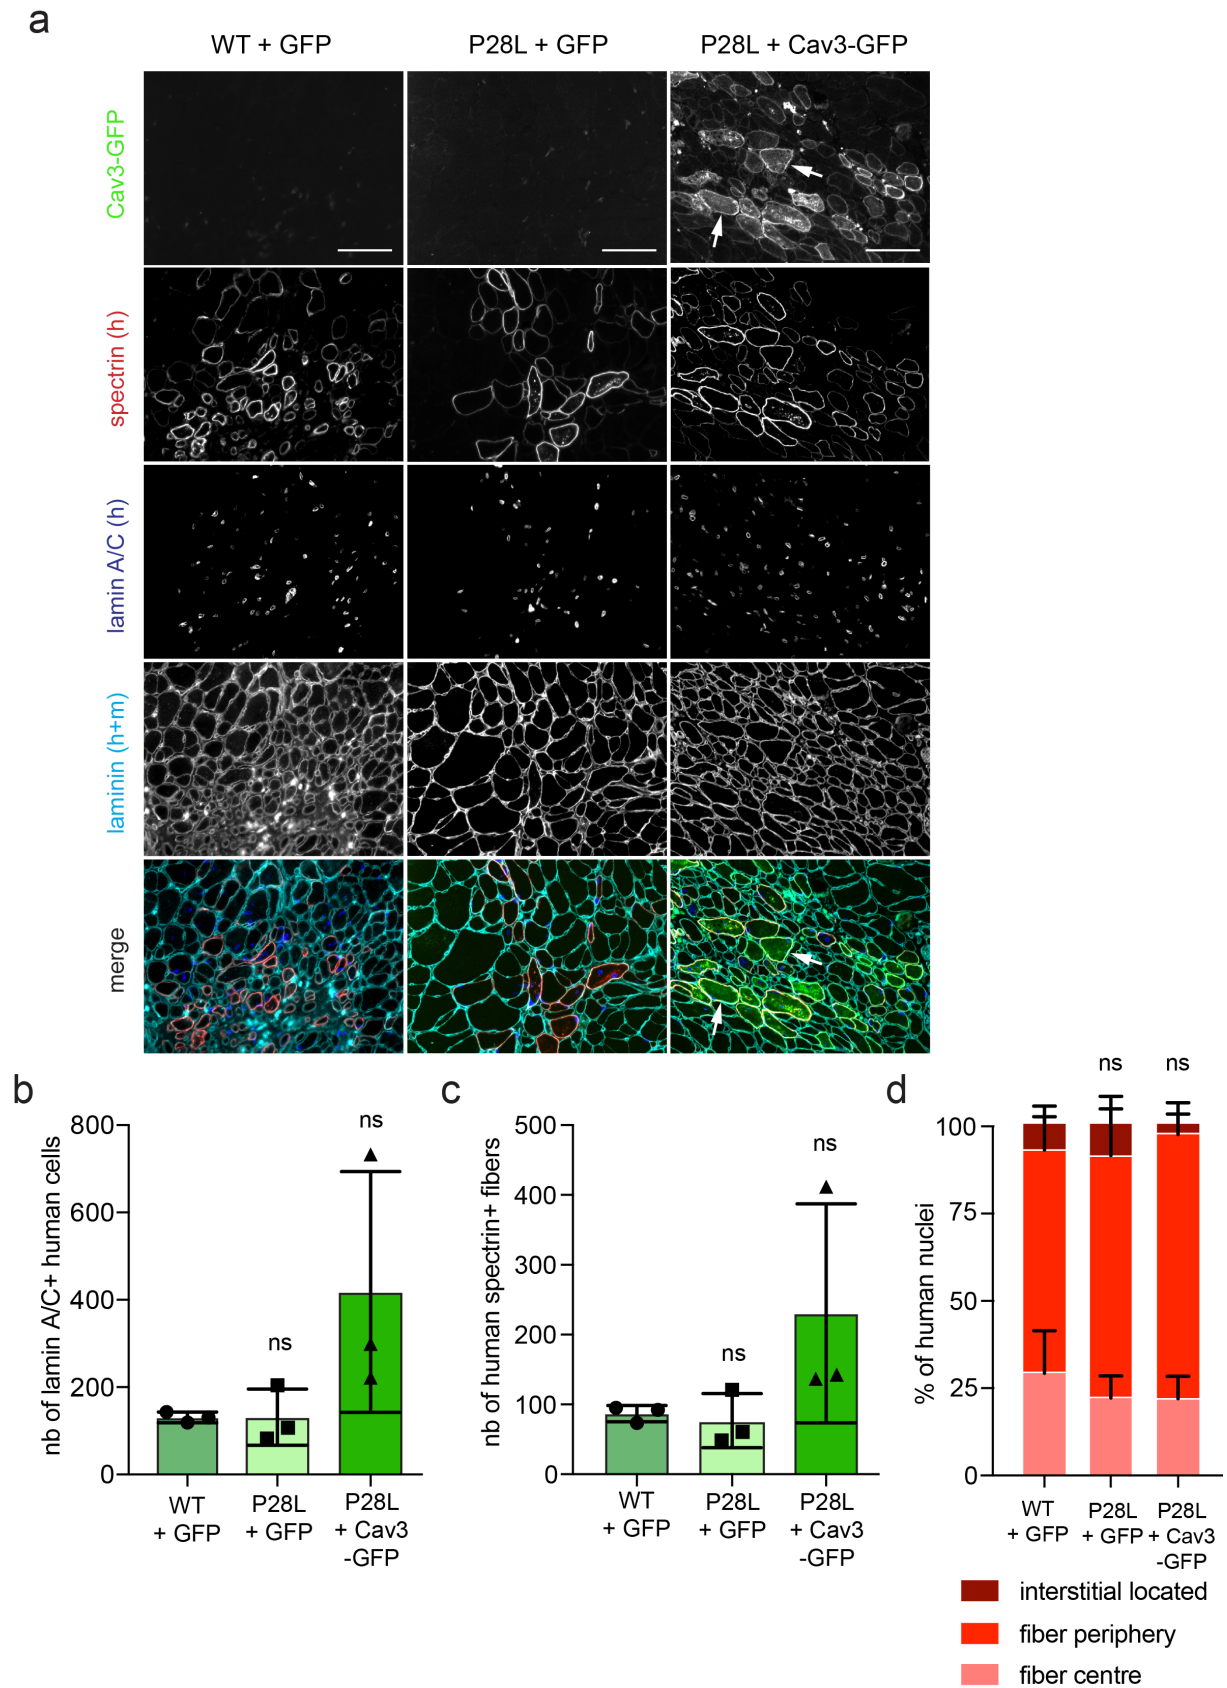 a
WT + GFP
P28L + GFP
P28L + Cav3-GFP
Cav3-GFP
spectrin (h)
lamin A/C (h)
laminin (h+m)
merge
b
nb of lamin A/C+ human cells
800
600
400
200
0
ns
ns
WT
+ GFP
P28L
+ GFP
P28L
+ Cav3
-GFP
c
nb of human spectrin+ fibers
500
400
300
200
100
0
ns
ns
WT
+ GFP
P28L
+ GFP
P28L
+ Cav3
-GFP
d
% of human nuclei
100
75
50
25
0
ns
ns
WT
+ GFP
P28L
+ GFP
P28L
+ Cav3
-GFP
interstitial located
fiber periphery
fiber centre